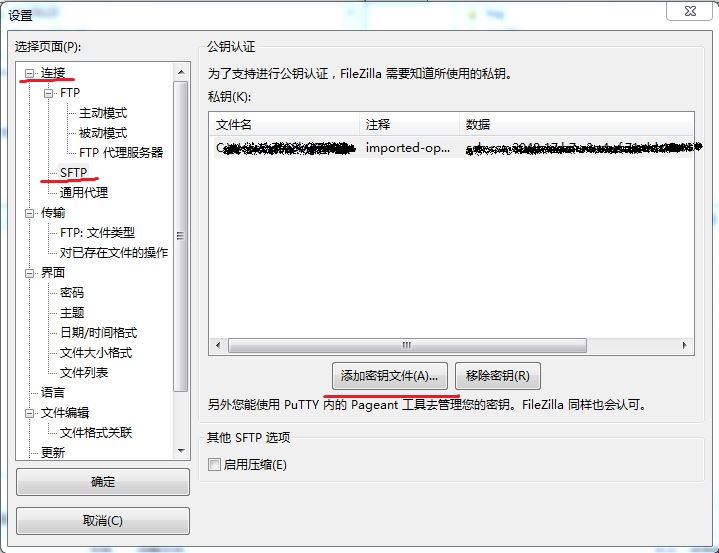 设置
选择页面(P):
连接
FTP
主动模式
被动模式
FTP 代理服务器
SFTP
通用代理
传输
FTP: 文件类型
对已存在文件的操作
界面
密码
主题
日期/时间格式
文件大小格式
文件列表
语言
文件编辑
文件格式关联
更新
确定
取消(C)
公钥认证
为了支持进行公钥认证，FileZilla 需要知道所使用的私钥。
私钥(K):
文件名 注释 数据
imported-op...
添加密钥文件(A)... 移除密钥(R)
另外您能使用 PuTTY 内的 Pageant 工具去管理您的密钥。FileZilla 同样也会认可。
其他 SFTP 选项
启用压缩(E)